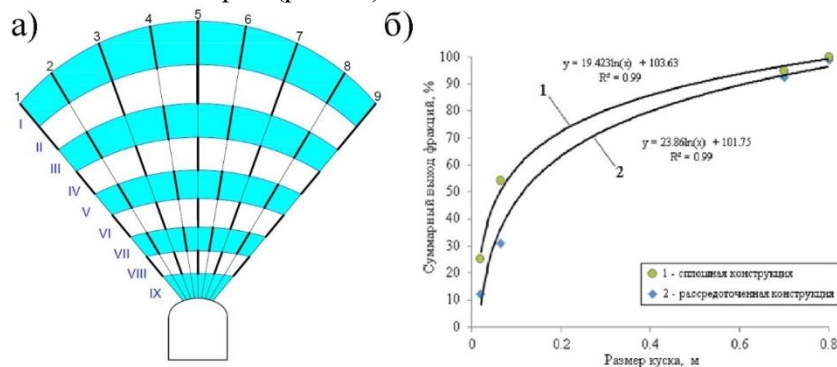 а)
1
2
3
4
5
6
7
8
9
I
II
III
IV
V
VI
VII
VIII
IX
б)
Суммарный выход фракций, %
100
90
80
70
60
50
40
30
20
10
0
y = 19.423ln(x) + 103.63
R² = 0.99
1
2
y = 23.86ln(x) + 101.75
R² = 0.99
1 - сплошная конструкция
2 - рассредоточенная конструкция
0
0.2
0.4
0.6
0.8
Размер куска, м